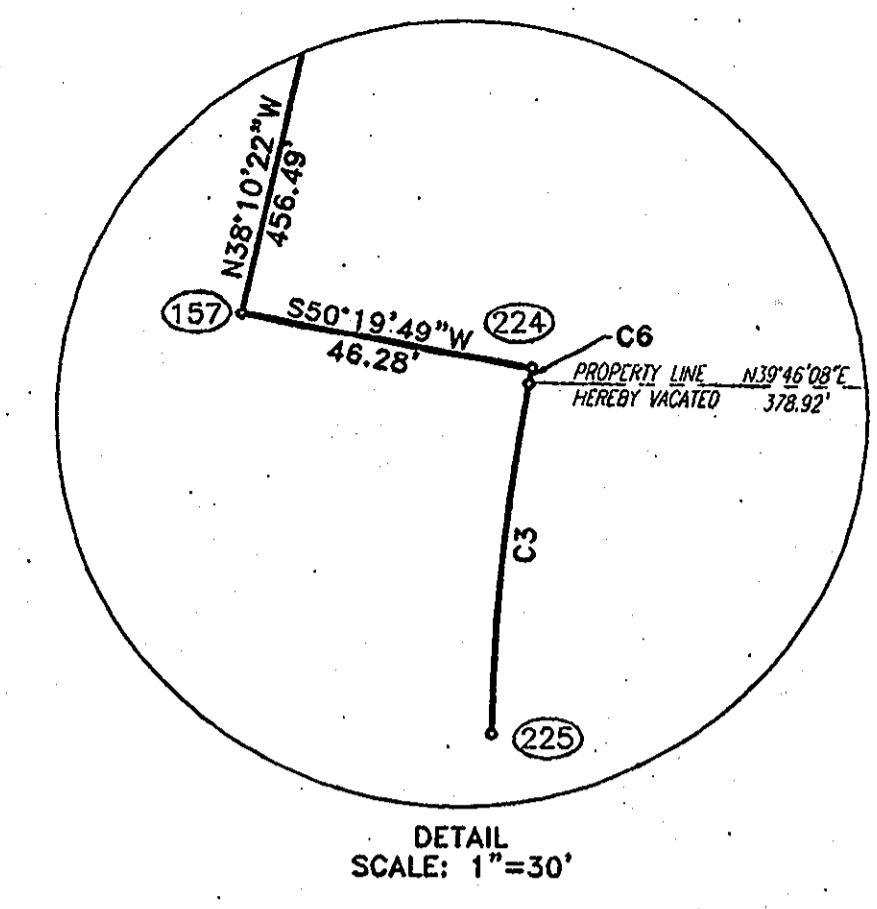 N38°10'22"W
456.49'
157
S50°19'49"W
46.28'
224
C6
PROPERTY LINE N39°46'08"E
HEREBY VACATED 378.92'
C3
225
DETAIL
SCALE: 1"=30'